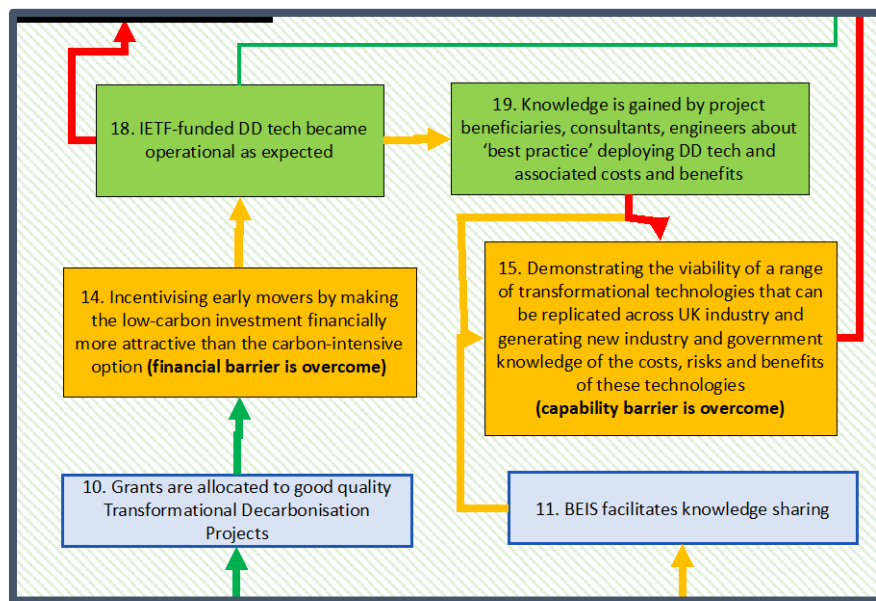 18. IETF-funded DD tech became
operational as expected
19. Knowledge is gained by project
beneficiaries, consultants, engineers about
‘best practice’ deploying DD tech and
associated costs and benefits
14. Incentivising early movers by making
the low-carbon investment financially
more attractive than the carbon-intensive
option (financial barrier is overcome)
15. Demonstrating the viability of a range
of transformational technologies that can
be replicated across UK industry and
generating new industry and government
knowledge of the costs, risks and benefits
of these technologies
(capability barrier is overcome)
10. Grants are allocated to good quality
Transformational Decarbonisation
Projects
11. BEIS facilitates knowledge sharing